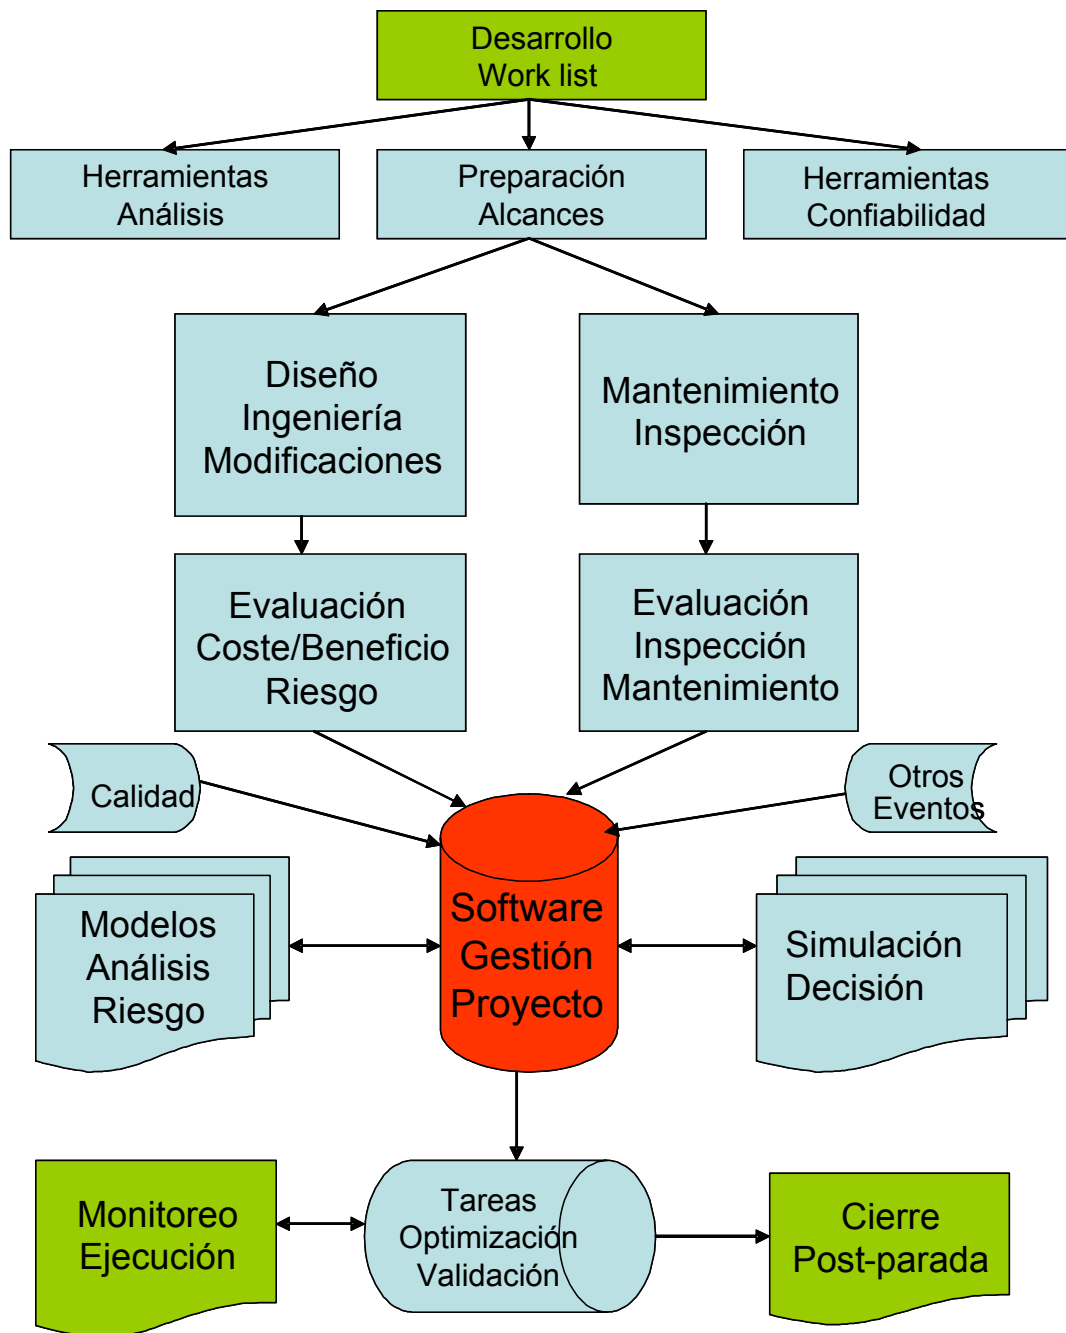 Desarrollo
Work list
Herramientas
Análisis
Preparación
Alcances
Herramientas
Confiabilidad
Diseño
Ingeniería
Modificaciones
Mantenimiento
Inspección
Evaluación
Coste/Beneficio
Riesgo
Evaluación
Inspección
Mantenimiento
Calidad
Otros
Eventos
Modelos
Análisis
Riesgo
Software
Gestión
Proyecto
Simulación
Decisión
Monitoreo
Ejecución
Tareas
Optimización
Validación
Cierre
Post-parada